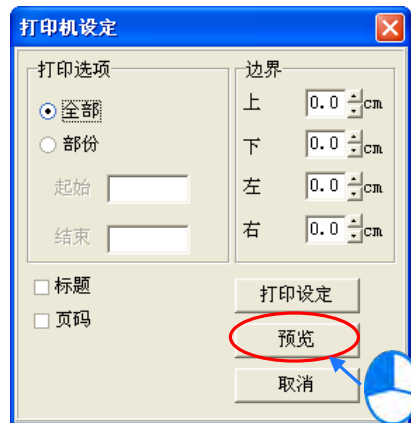 打印机设定
打印选项
全部
部份
起始
结束
边界
上 0.0 cm
下 0.0 cm
左 0.0 cm
右 0.0 cm
标题
页码
打印设定
预览
取消